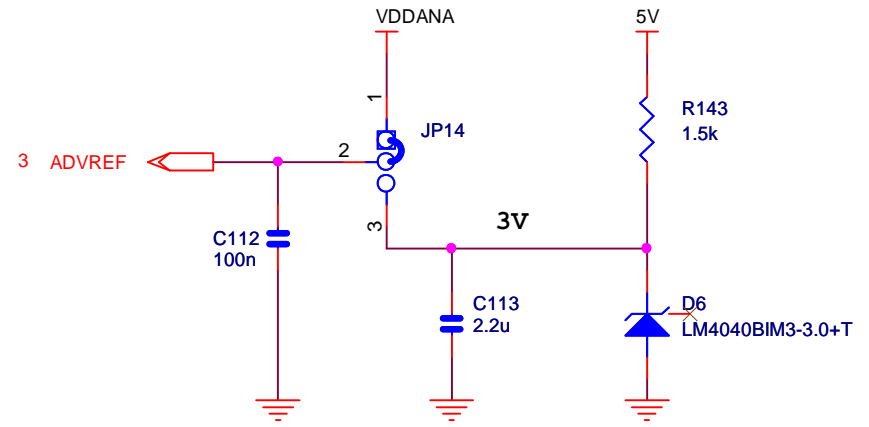 VDDANA
5V
1
R143
1.5k
JP14
2
3 ADVREF
3
3V
C112
100n
C113
2.2u
D6
LM4040BIM3-3.0+T